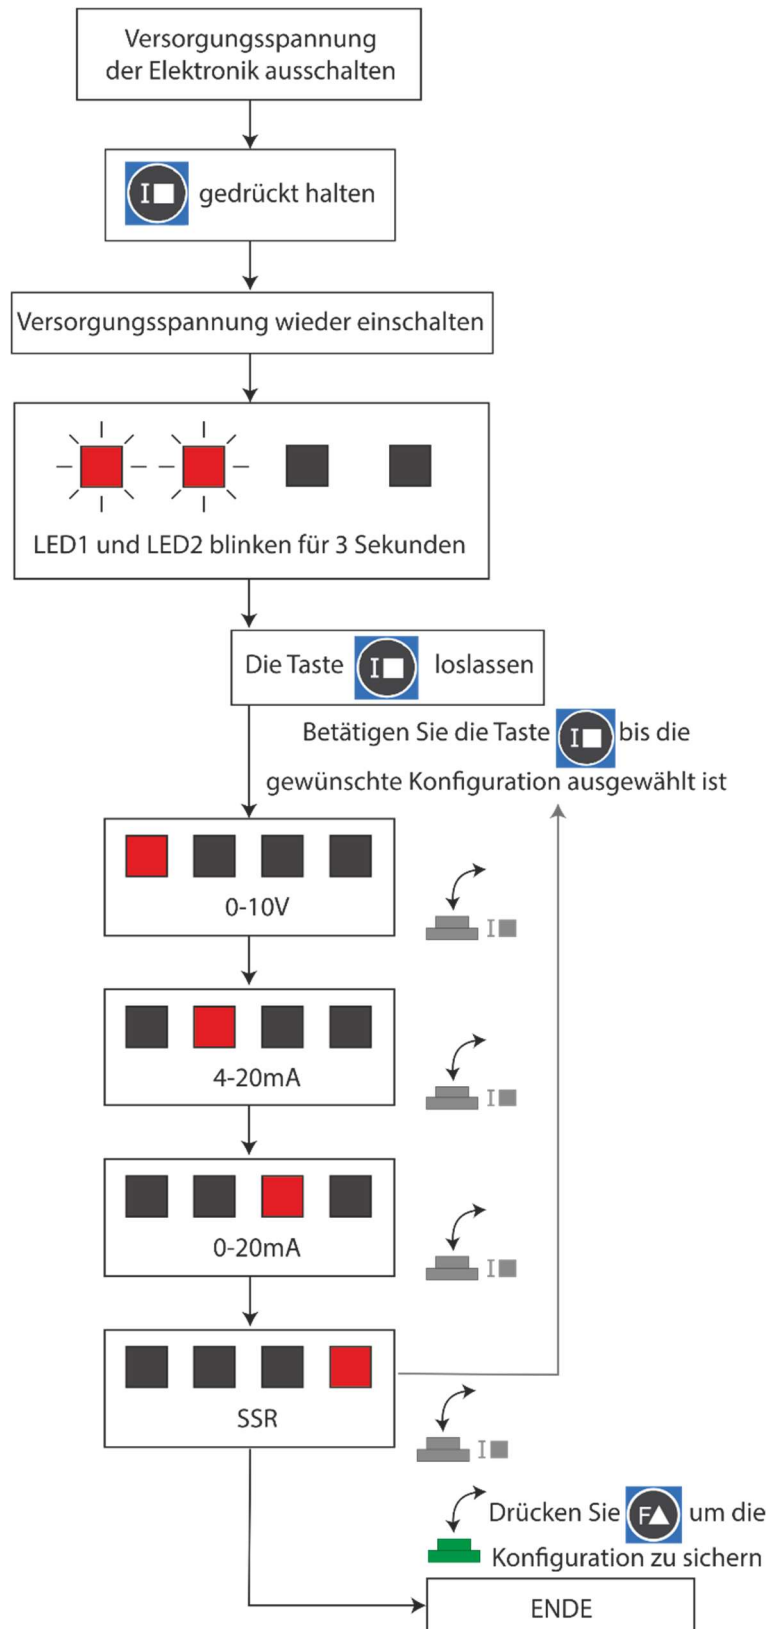 Versorgungsspannung
der Elektronik ausschalten
I■ gedrückt halten
Versorgungsspannung wieder einschalten
LED1 und LED2 blinken für 3 Sekunden
Die Taste I■ loslassen
Betätigen Sie die Taste I■ bis die
gewünschte Konfiguration ausgewählt ist
0-10V
I■
4-20mA
I■
0-20mA
I■
SSR
I■
Drücken Sie F▲ um die
Konfiguration zu sichern
ENDE